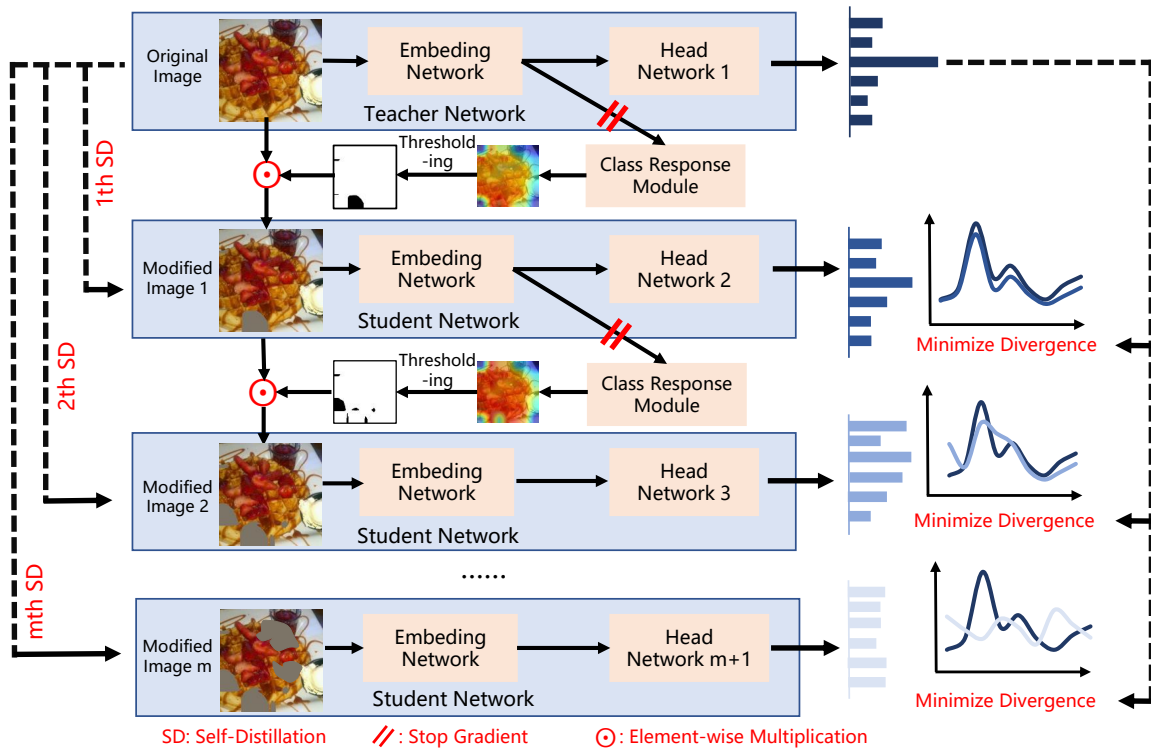 Original
Image
Embeding
Network
Head
Network 1
Teacher Network
1th SD
Threshold
-ing
Class Response
Module
Modified
Image 1
Embeding
Network
Head
Network 2
Student Network
Minimize Divergence
2th SD
Threshold
-ing
Class Response
Module
Modified
Image 2
Embeding
Network
Head
Network 3
Student Network
Minimize Divergence
......
mth SD
Modified
Image m
Embeding
Network
Head
Network m+1
Student Network
Minimize Divergence
SD: Self-Distillation
: Stop Gradient
: Element-wise Multiplication